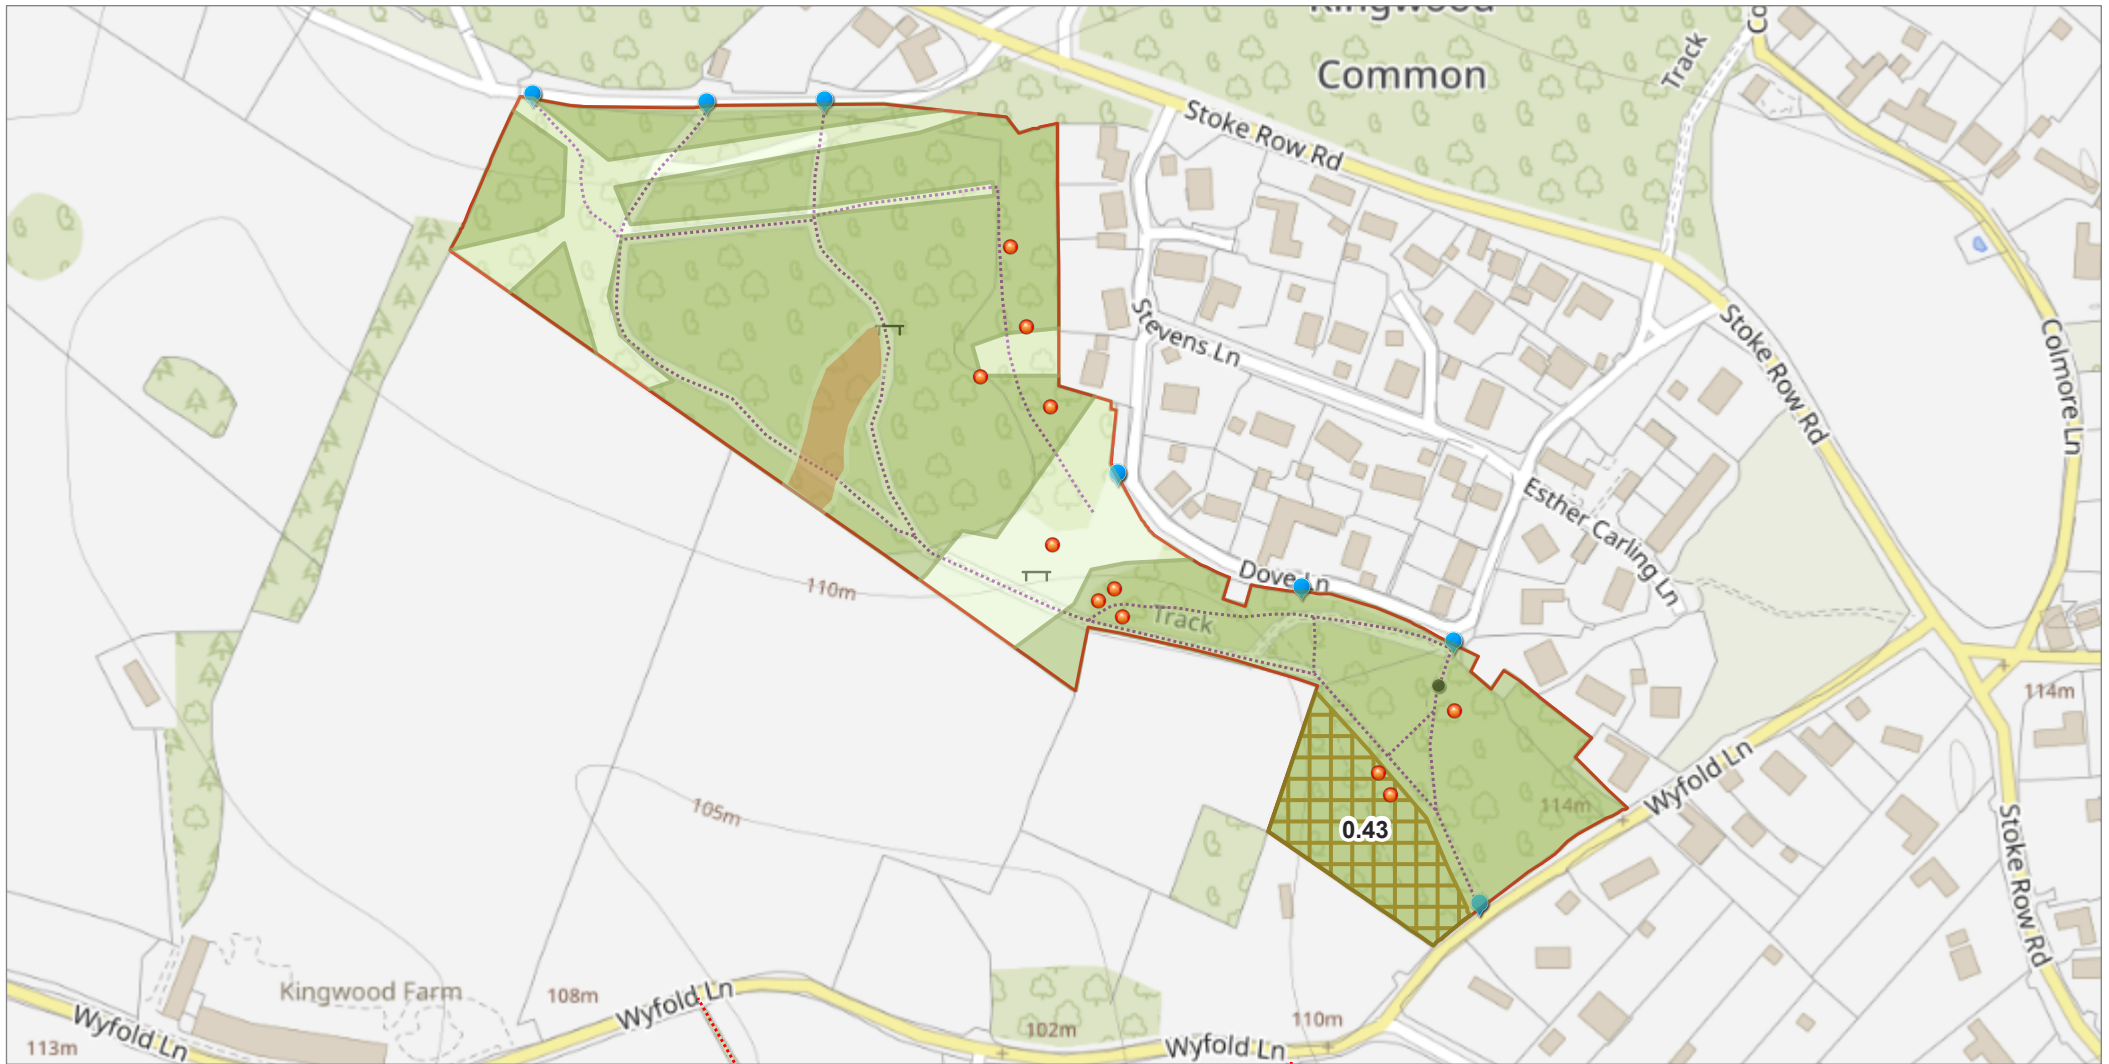 Kingwood
Common
Co
Track
Stoke Row Rd
Stevens Ln
Stoke Row Rd
Colmore Ln
Esther Carling Ln
Dove Ln
Track
110m
114m
114m
Wyfold Ln
105m
0.43
Stoke Row Rd
Kingwood Farm
108m
Wyfold Ln
102m
110m
Wyfold Ln
Wyfold Ln
113m